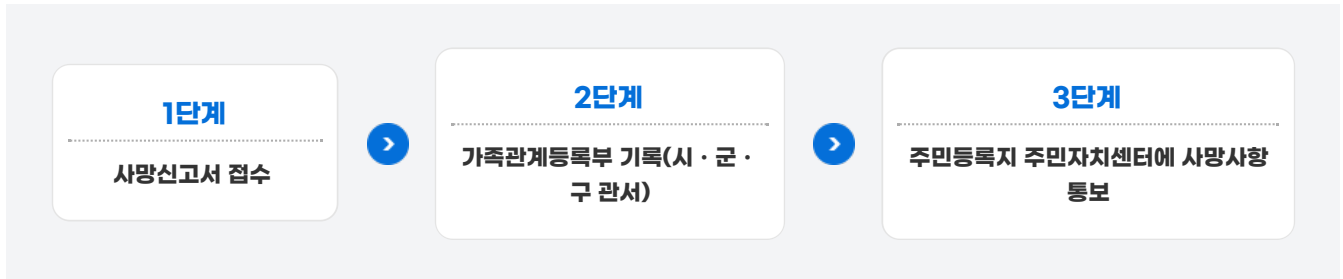 1단계
사망신고서 접수
2단계
가족관계등록부 기록(시 · 군 ·
구 관서)
3단계
주민등록지 주민자치센터에 사망사항
통보